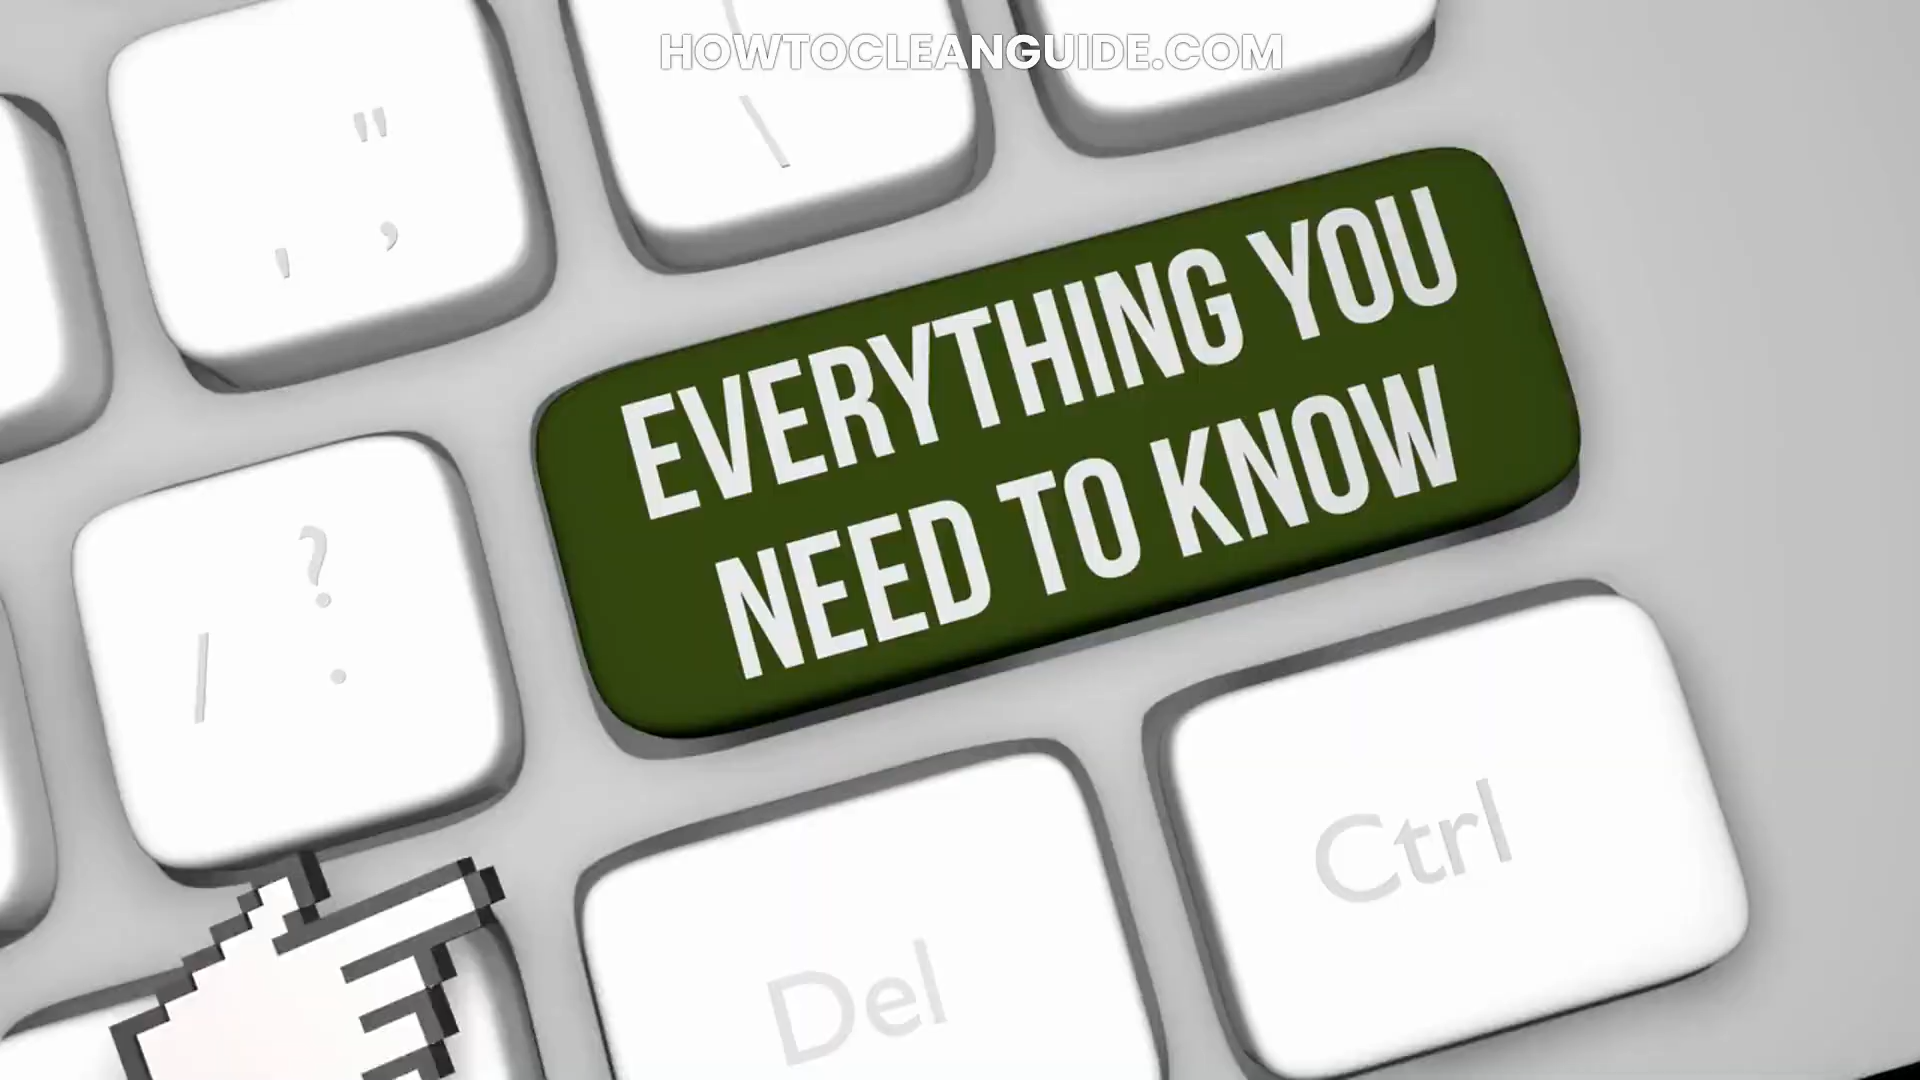 HOWTOCLEANGUIDE.COM
"
' ,
\
EVERYTHING YOU
NEED TO KNOW
?
/ .
Del
Ctrl